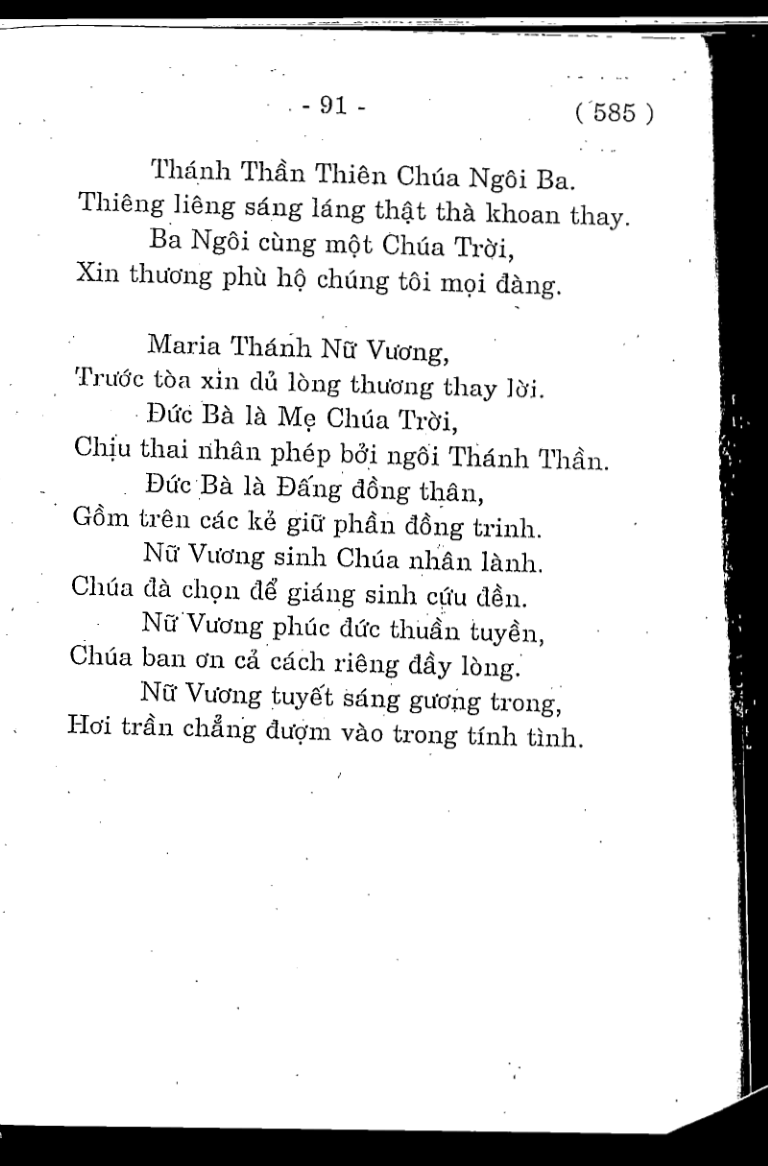 - 91 -
( 585 )
Thánh Thần Thiên Chúa Ngôi Ba.
Thiêng liêng sáng láng thật thà khoan thay.
Ba Ngôi cùng một Chúa Trời,
Xin thương phù hộ chúng tôi mọi đàng.
Maria Thánh Nữ Vương,
Trước tòa xin dủ lòng thương thay lời.
Đức Bà là Mẹ Chúa Trời,
Chịu thai nhân phép bởi ngôi Thánh Thần.
Đức Bà là Đấng đồng thân,
Gồm trên các kẻ giữ phần đồng trinh.
Nữ Vương sinh Chúa nhân lành.
Chúa đà chọn để giáng sinh cứu đền.
Nữ Vương phúc đức thuần tuyền,
Chúa ban ơn cả cách riêng đầy lòng.
Nữ Vương tuyết sáng gương trong,
Hơi trần chẳng đượm vào trong tính tình.